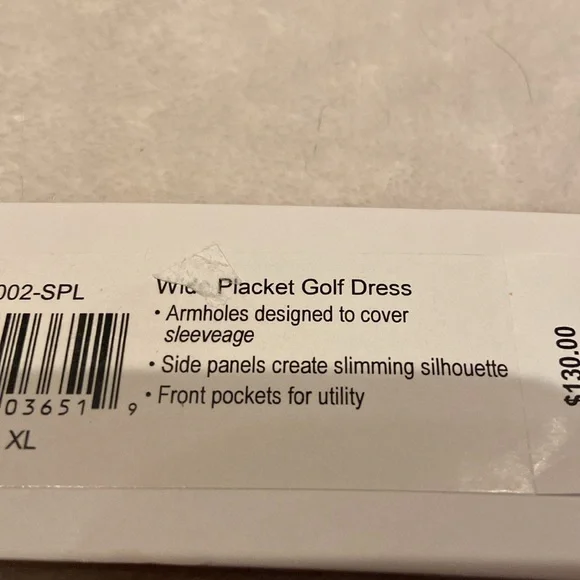 002-SPL
Wide Placket Golf Dress
• Armholes designed to cover
sleeveage
• Side panels create slimming silhouette
• Front pockets for utility
03651 9
XL
$130.00